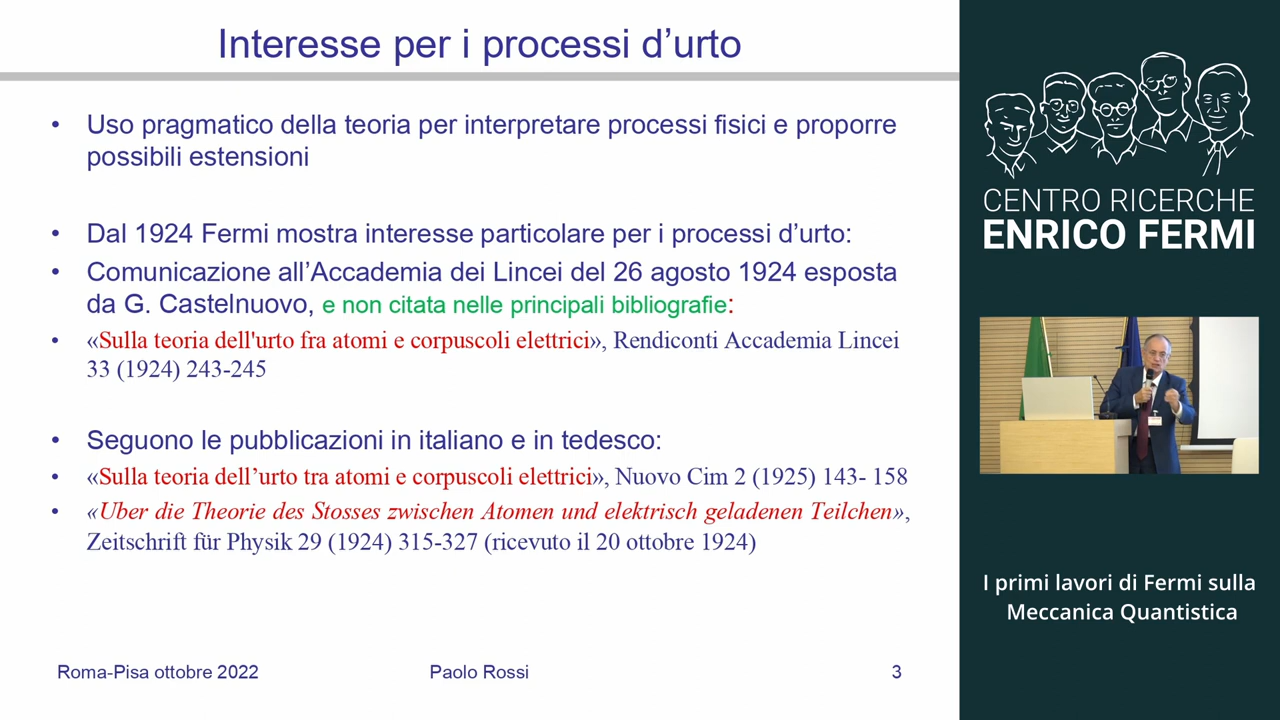 Interesse per i processi d'urto
• Uso pragmatico della teoria per interpretare processi fisici e proporre
possibili estensioni
• Dal 1924 Fermi mostra interesse particolare per i processi d'urto:
• Comunicazione all'Accademia dei Lincei del 26 agosto 1924 esposta
da G. Castelnuovo, e non citata nelle principali bibliografie:
• «Sulla teoria dell'urto fra atomi e corpuscoli elettrici», Rendiconti Accademia Lincei
33 (1924) 243-245
• Seguono le pubblicazioni in italiano e in tedesco:
• «Sulla teoria dell’urto tra atomi e corpuscoli elettrici», Nuovo Cim 2 (1925) 143- 158
• «Uber die Theorie des Stosses zwischen Atomen und elektrisch geladenen Teilchen»,
Zeitschrift für Physik 29 (1924) 315-327 (ricevuto il 20 ottobre 1924)
Roma-Pisa ottobre 2022
Paolo Rossi
3
CENTRO RICERCHE
ENRICO FERMI
I primi lavori di Fermi sulla
Meccanica Quantistica